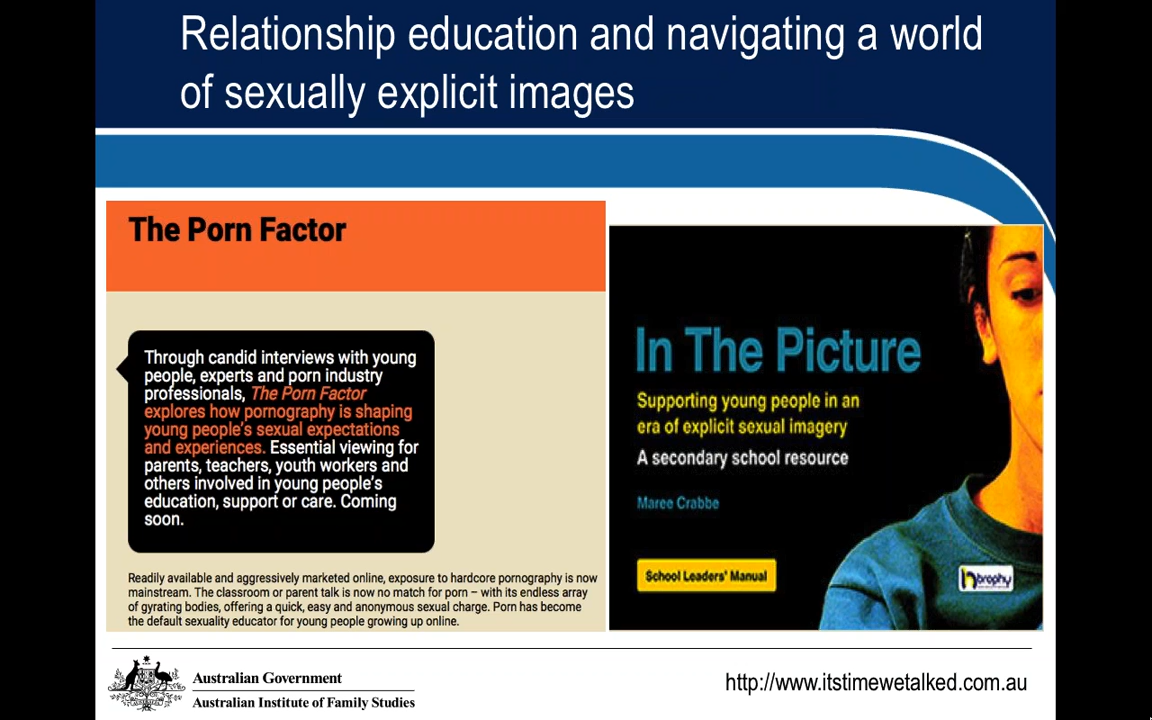 Relationship education and navigating a world
of sexually explicit images
The Porn Factor
Through candid interviews with young
people, experts and porn industry
professionals, The Porn Factor
explores how pornography is shaping
young people's sexual expectations
and experiences. Essential viewing for
parents, teachers, youth workers and
others involved in young people's
education, support or care. Coming
soon.
Readily available and aggressively marketed online, exposure to hardcore pornography is now
mainstream. The classroom or parent talk is now no match for porn – with its endless array
of gyrating bodies, offering a quick, easy and anonymous sexual charge. Porn has become
the default sexuality educator for young people growing up online.
In The Picture
Supporting young people in an
era of explicit sexual imagery
A secondary school resource
Maree Crabbe
School Leaders' Manual
brophy
Australian Government
Australian Institute of Family Studies
http://www.itstimewetalked.com.au